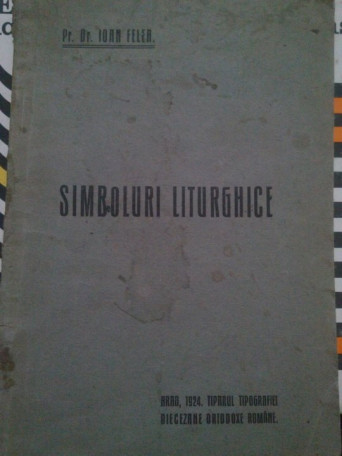 Pr. Dr. IOAN FELEA.
SIMBOLURI LITURGHICE
ARAD, 1924. TIPARUL TIPOGRAFIEI
DIECEZANE ORTODOXE ROMÂNE.